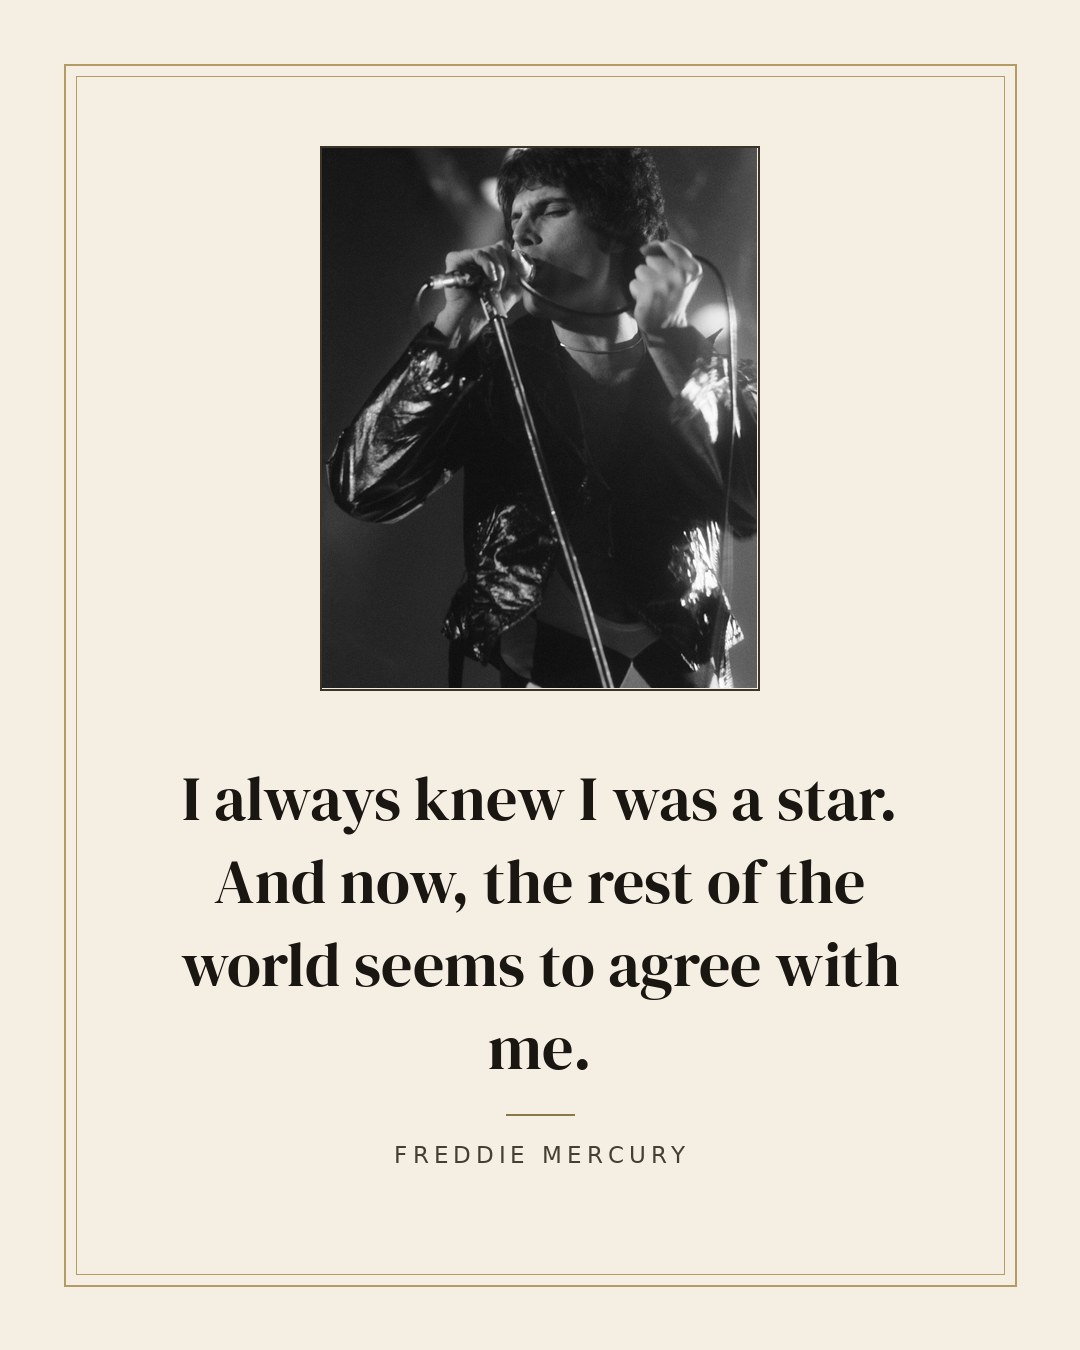 I always knew I was a star.
And now, the rest of the
world seems to agree with
me.
FREDDIE MERCURY